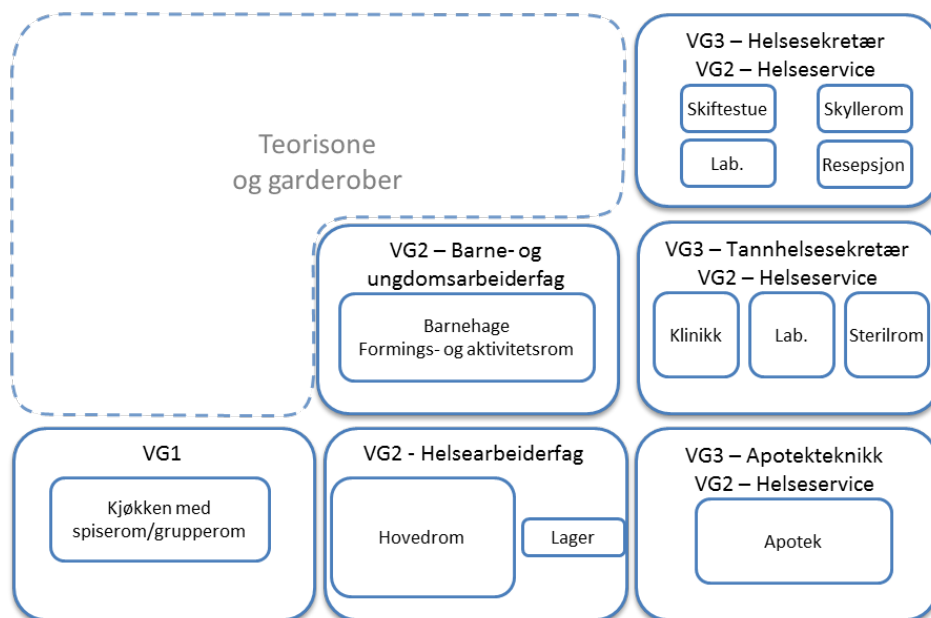 Teorisone
og garderober
VG3 – Helsesekretær
VG2 – Helseservice
Skiftestue
Skyllerom
Lab.
Resepsjon
VG2 – Barne- og
ungdomsarbeiderfag
Barnehage
Formings- og aktivitetsrom
VG3 – Tannhelsesekretær
VG2 – Helseservice
Klinikk
Lab.
Sterilrom
VG1
Kjøkken med
spiserom/grupperom
VG2 - Helsearbeiderfag
Hovedrom
Lager
VG3 – Apotekteknikk
VG2 – Helseservice
Apotek